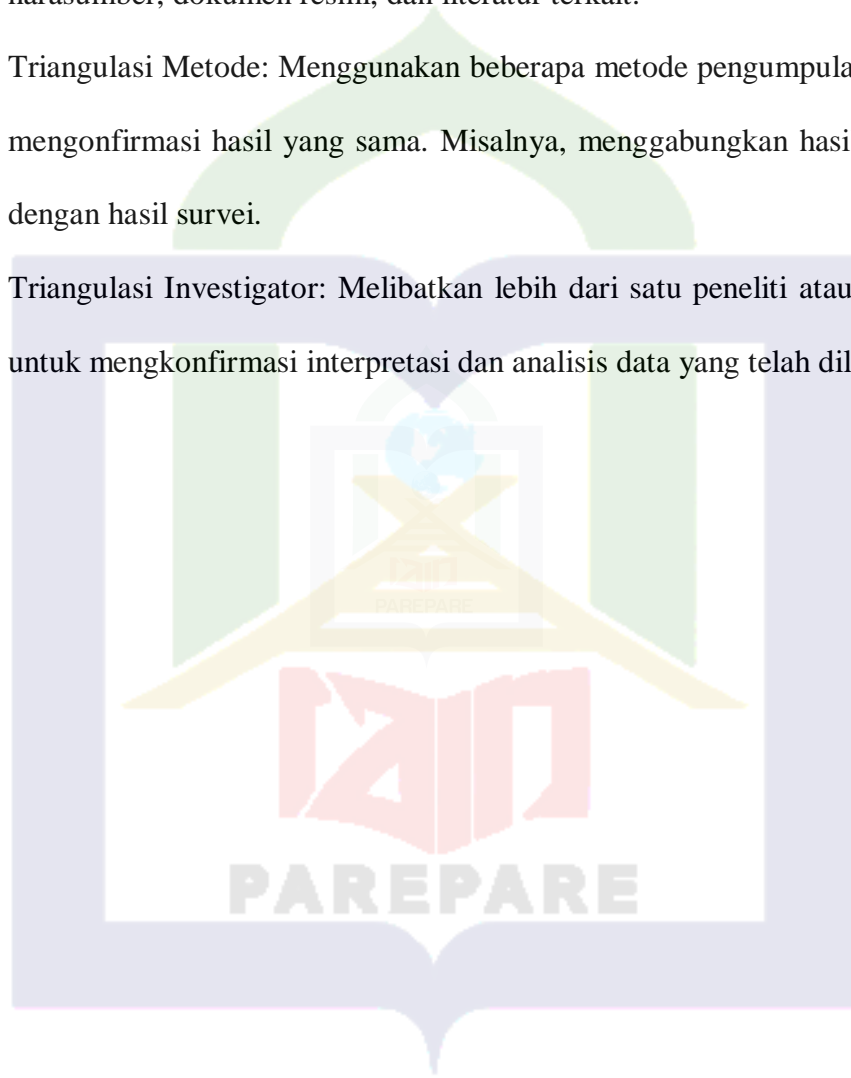 narasumber, dokumen resmi, dan literatur terkait.
Triangulasi Metode: Menggunakan beberapa metode pengumpula
mengonfirmasi hasil yang sama. Misalnya, menggabungkan hasi
dengan hasil survei.
Triangulasi Investigator: Melibatkan lebih dari satu peneliti atau
untuk mengkonfirmasi interpretasi dan analisis data yang telah dil
IAIN
PAREPARE
IAIN
PAREPARE